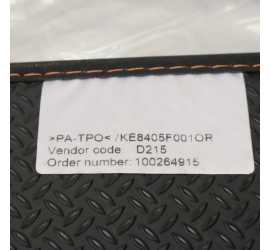 >PA-TPO< /KE8405F001OR
Vendor code: D215
Order number: 100264915